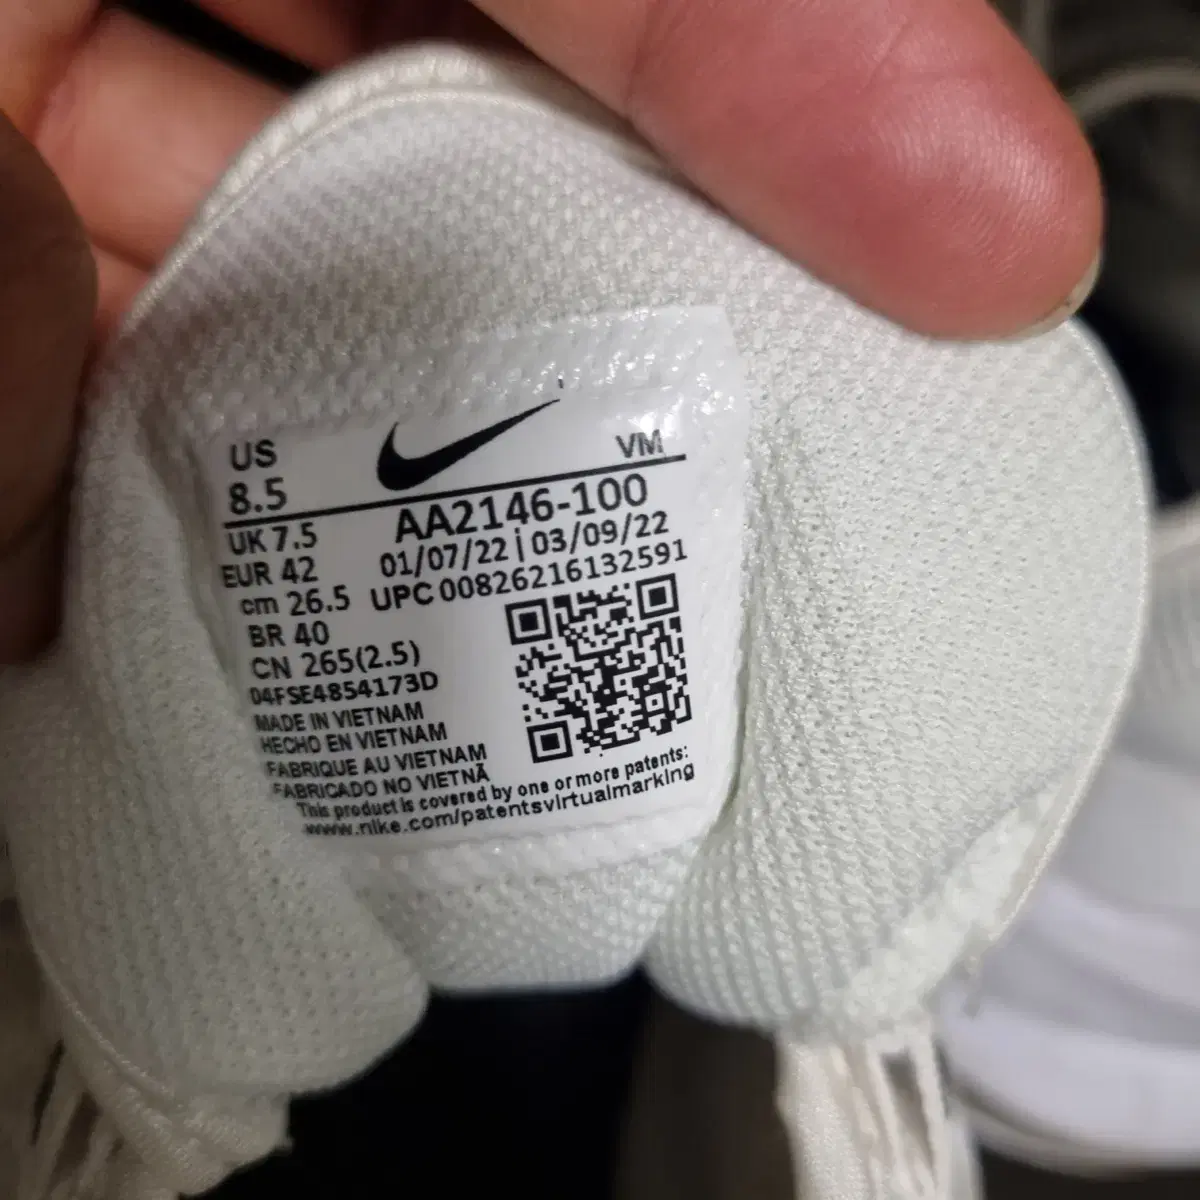 US
8.5
VM
UK 7.5
AA2146-100
EUR 42
01/07/22 | 03/09/22
cm 26.5
UPC 00826216132591
BR 40
CN 265(2.5)
04FSE4854173D
MADE IN VIETNAM
HECHO EN VIETNAM
FABRIQUE AU VIETNAM
FABRICADO NO VIETNÃ
This product is covered by one or more patents:
www.nike.com/patentsvirtualmarking